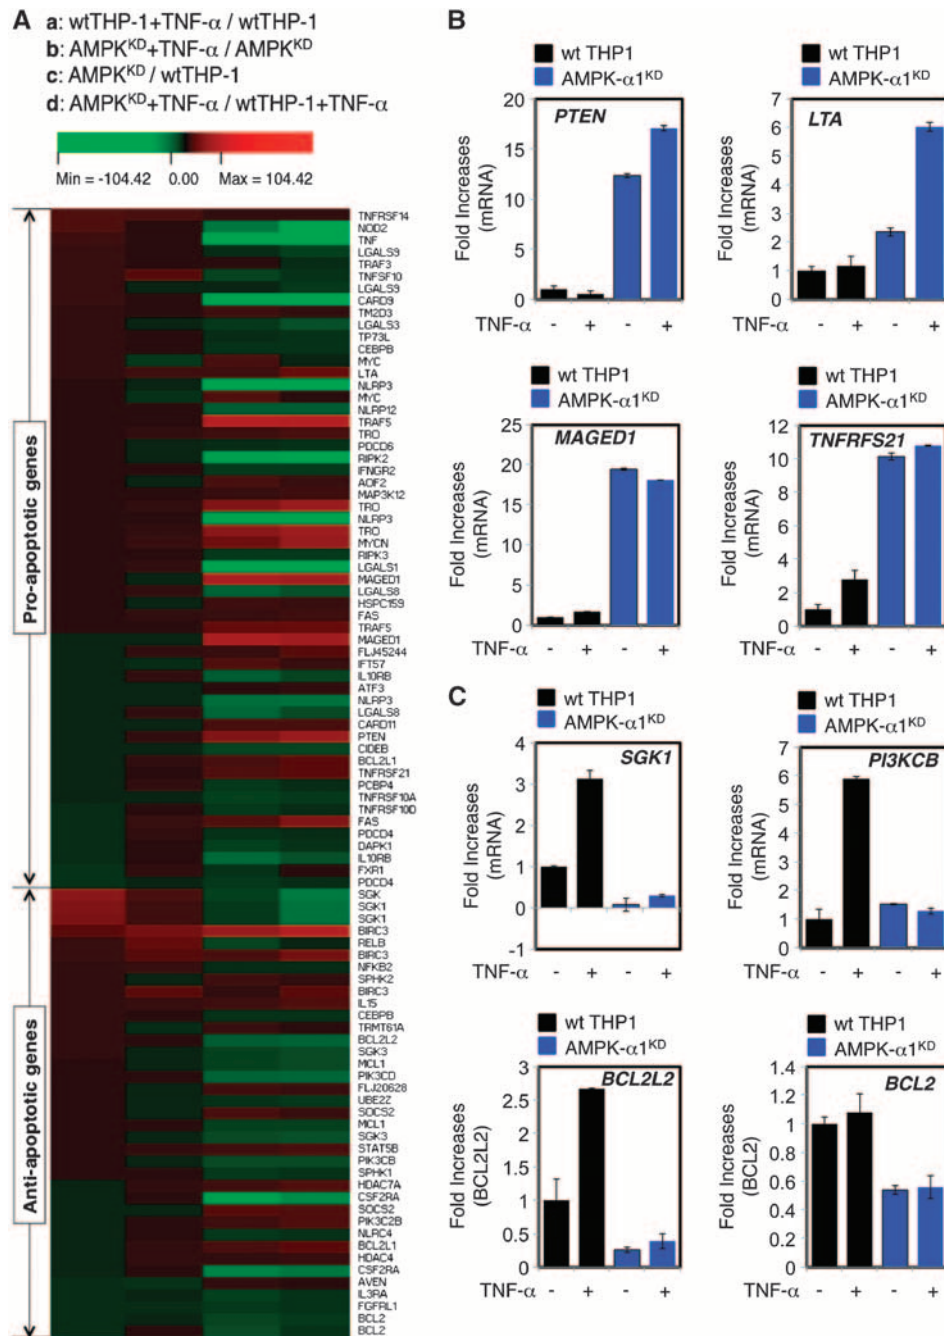 A
a: wtTHP-1+TNF-α / wtTHP-1
b: AMPKᴷᴰ+TNF-α / AMPKᴷᴰ
c: AMPKᴷᴰ / wtTHP-1
d: AMPKᴷᴰ+TNF-α / wtTHP-1+TNF-α
Min = -104.42 0.00 Max = 104.42
Pro-apoptotic genes
TNFRSF14
NOD2
TNF
LGALS9
TRAF3
TNFSF10
LGALS9
CARD9
TM2D3
LGALS3
TP73L
CEBPB
MYC
LTA
NLRP3
MYC
NLRP12
TRAF5
TRO
PDCD6
RIPK2
IFNGR2
AOF2
MAP3K12
TRO
NLRP3
TRO
MYCN
RIPK3
LGALS1
MAGED1
LGALS8
HSPC159
FAS
TRAF5
MAGED1
FLJ45244
IFT57
IL10RB
ATF3
NLRP3
LGALS8
CARD11
PTEN
CIDEB
BCL2L1
TNFRSF21
PCBP4
TNFRSF10A
TNFRSF10D
FAS
PDCD4
DAPK1
IL10RB
FXR1
PDCD4
Anti-apoptotic genes
SGK
SGK1
SGK1
BIRC3
RELB
BIRC3
NFKB2
SPHK2
BIRC3
IL15
CEBPB
TRMT61A
BCL2L2
SGK3
MCL1
PIK3CD
FLJ20628
UBE2Z
SOCS2
MCL1
SGK3
STAT5B
PIK3CB
SPHK1
HDAC7A
CSF2RA
SOCS2
PIK3C2B
NLRC4
BCL2L1
HDAC4
CSF2RA
AVEN
IL3RA
FGFRL1
BCL2
BCL2
B
wt THP1
AMPK-α1ᴷᴰ
PTEN
Fold Increases
(mRNA)
20
15
10
5
0
TNF-α - + - +
wt THP1
AMPK-α1ᴷᴰ
LTA
Fold Increases
(mRNA)
7
6
5
4
3
2
1
0
TNF-α - + - +
wt THP1
AMPK-α1ᴷᴰ
MAGED1
Fold Increases
(mRNA)
25
20
15
10
5
0
TNF-α - + - +
wt THP1
AMPK-α1ᴷᴰ
TNFRFS21
Fold Increases
(mRNA)
12
10
8
6
4
2
0
TNF-α - + - +
C
wt THP1
AMPK-α1ᴷᴰ
SGK1
Fold Increases
(mRNA)
4
3
2
1
0
-1
TNF-α - + - +
wt THP1
AMPK-α1ᴷᴰ
PI3KCB
Fold Increases
(mRNA)
7
6
5
4
3
2
1
0
TNF-α - + - +
wt THP1
AMPK-α1ᴷᴰ
BCL2L2
Fold Increases
(BCL2L2)
3
2.5
2
1.5
1
0.5
0
TNF-α - + - +
wt THP1
AMPK-α1ᴷᴰ
BCL2
Fold Increases
(BCL2)
1.4
1.2
1
0.8
0.6
0.4
0.2
0
TNF-α - + - +